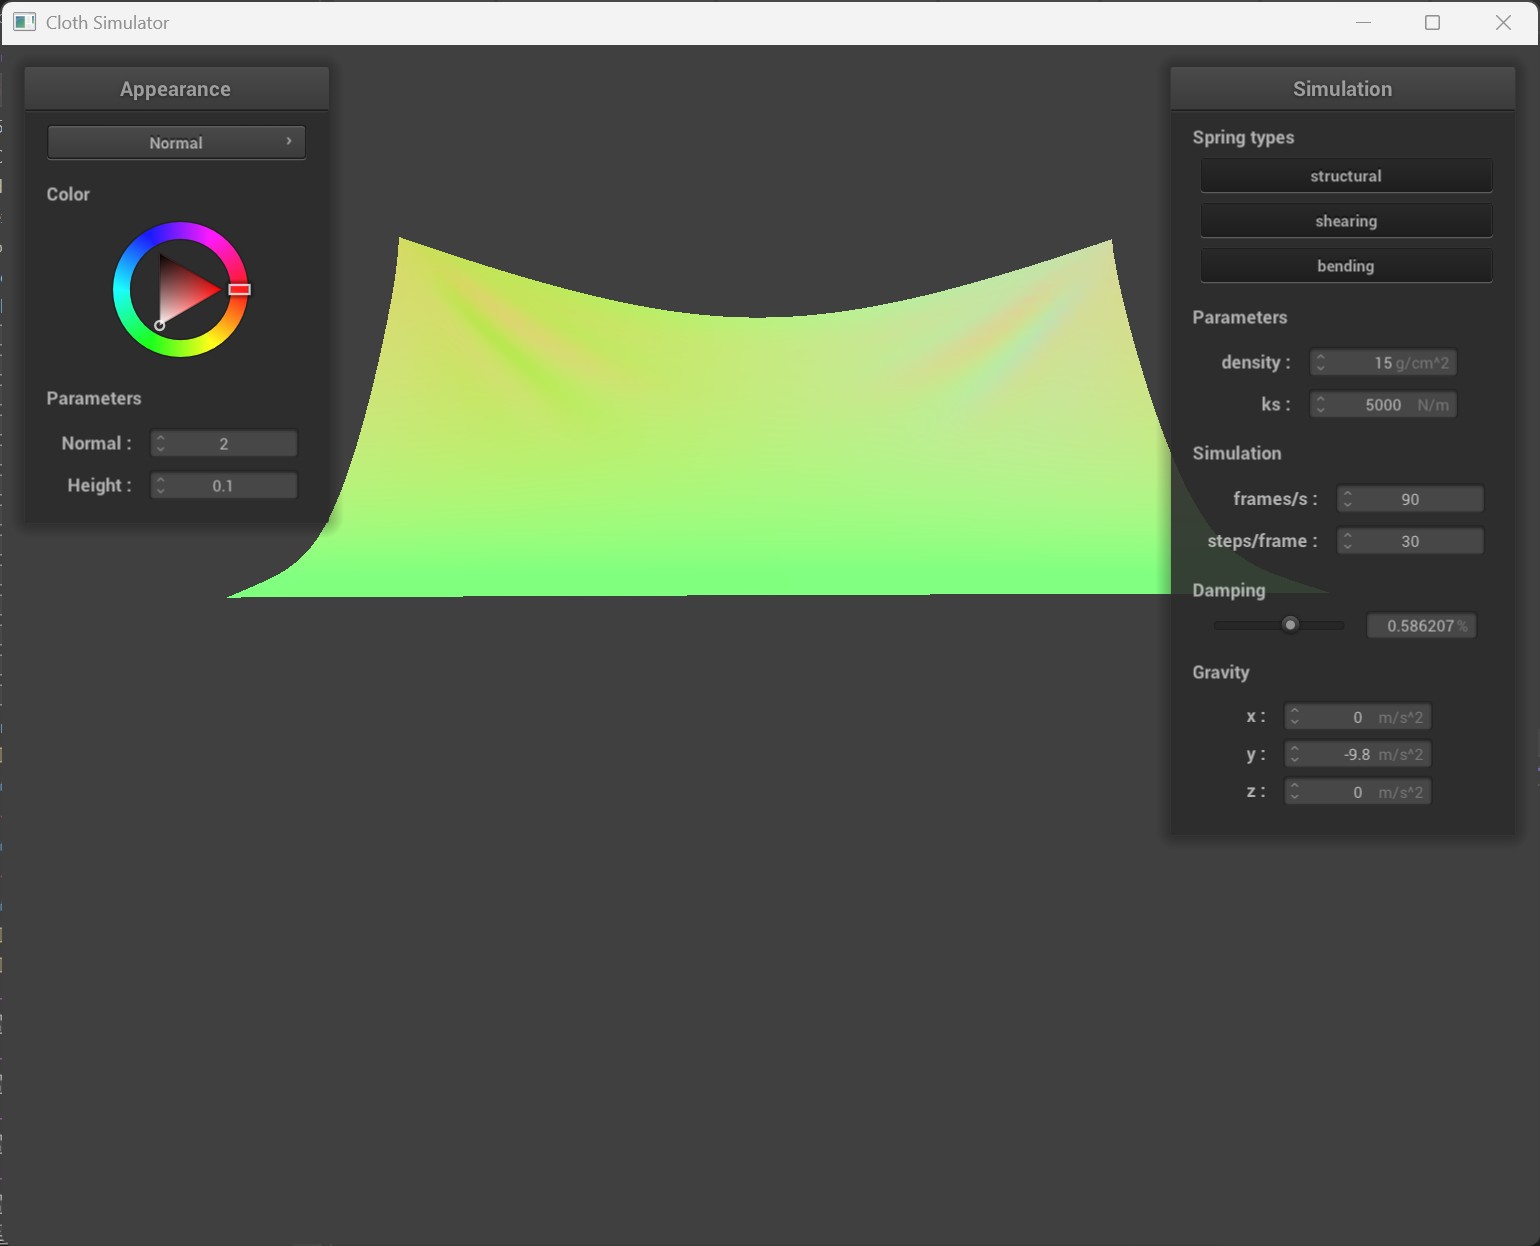 Cloth Simulator
Appearance
Normal
Color
Parameters
Normal : 2
Height : 0.1
Simulation
Spring types
structural
shearing
bending
Parameters
density : 15 g/cm^2
ks : 5000 N/m
Simulation
frames/s : 90
steps/frame : 30
Damping
0.586207 %
Gravity
x : 0 m/s^2
y : -9.8 m/s^2
z : 0 m/s^2